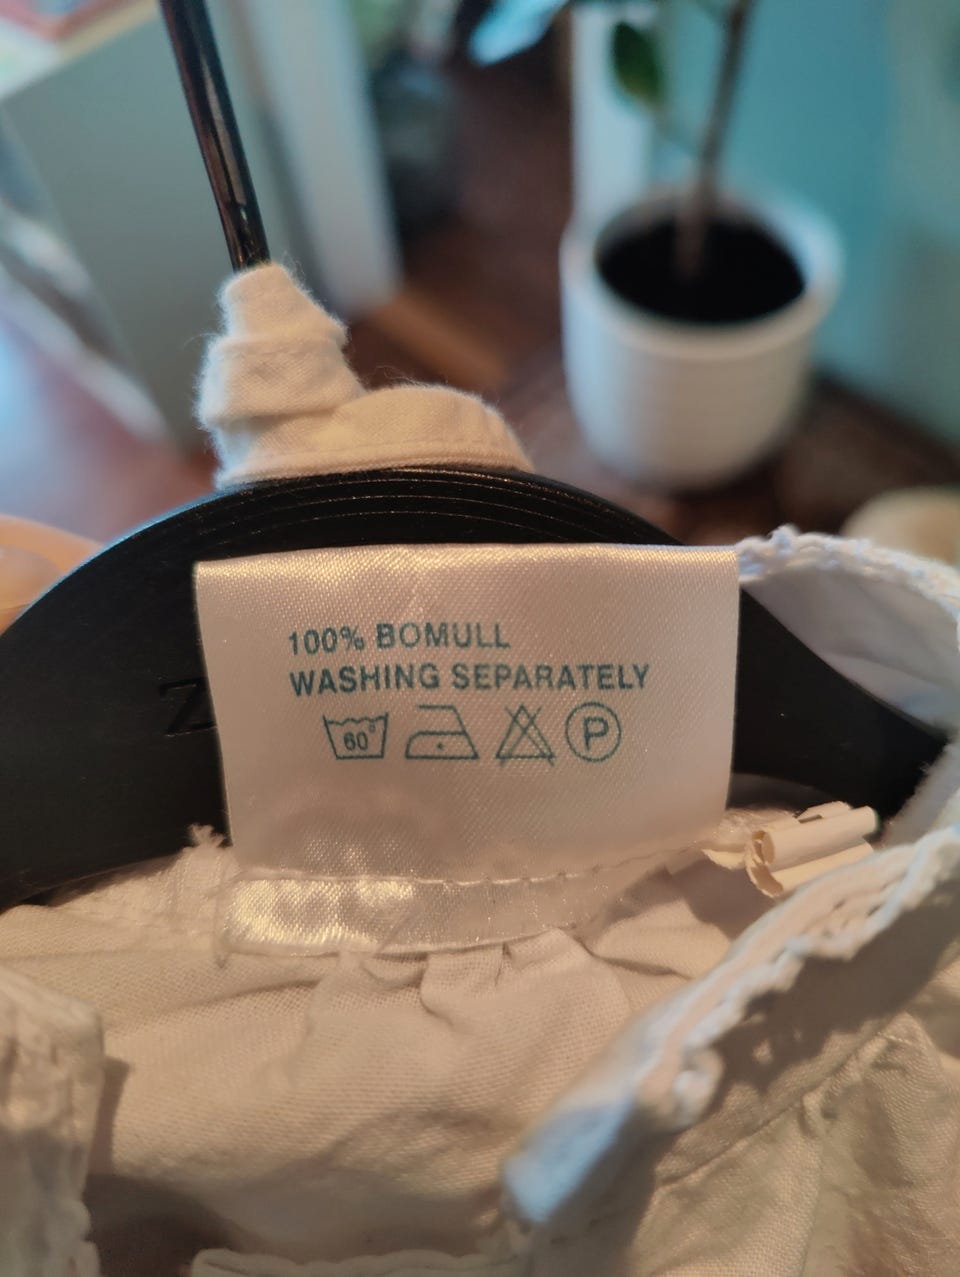 100% BOMULL
WASHING SEPARATELY
60° P